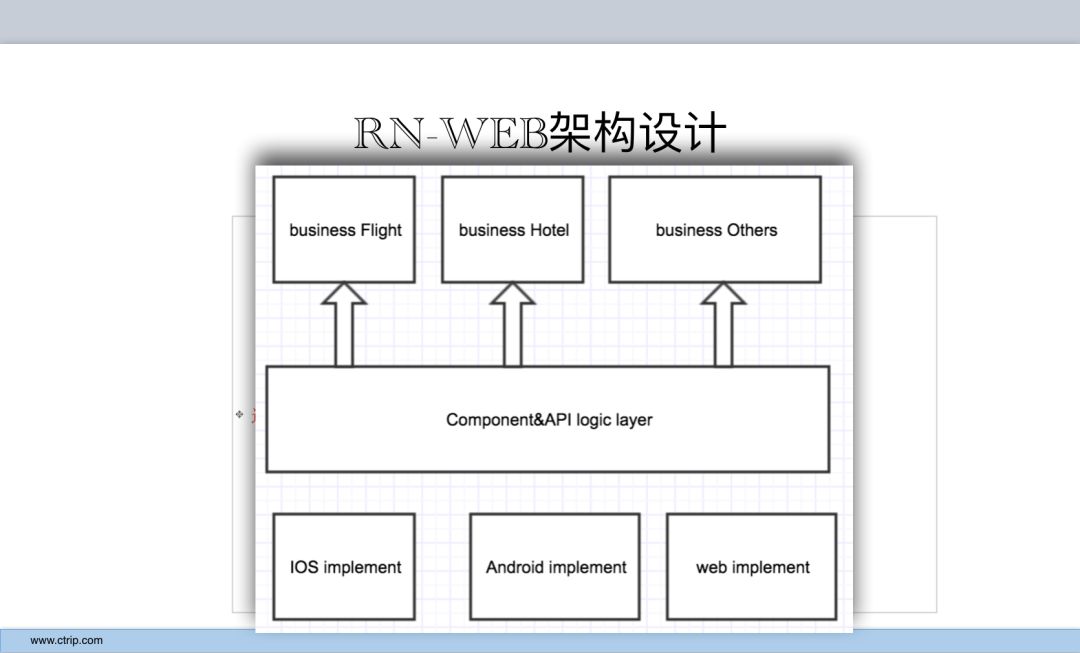 RN-WEB架构设计
business Flight
business Hotel
business Others
Component&API logic layer
IOS implement
Android implement
web implement
www.ctrip.com